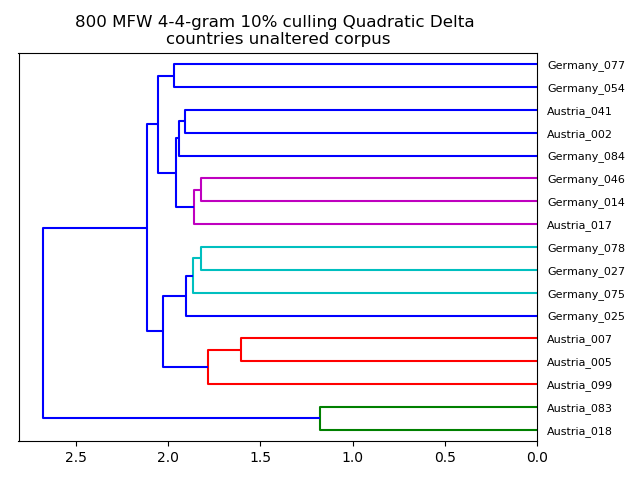 800 MFW 4-4-gram 10% culling Quadratic Delta
countries unaltered corpus
Germany_077
Germany_054
Austria_041
Austria_002
Germany_084
Germany_046
Germany_014
Austria_017
Germany_078
Germany_027
Germany_075
Germany_025
Austria_007
Austria_005
Austria_099
Austria_083
Austria_018
2.5 2.0 1.5 1.0 0.5 0.0